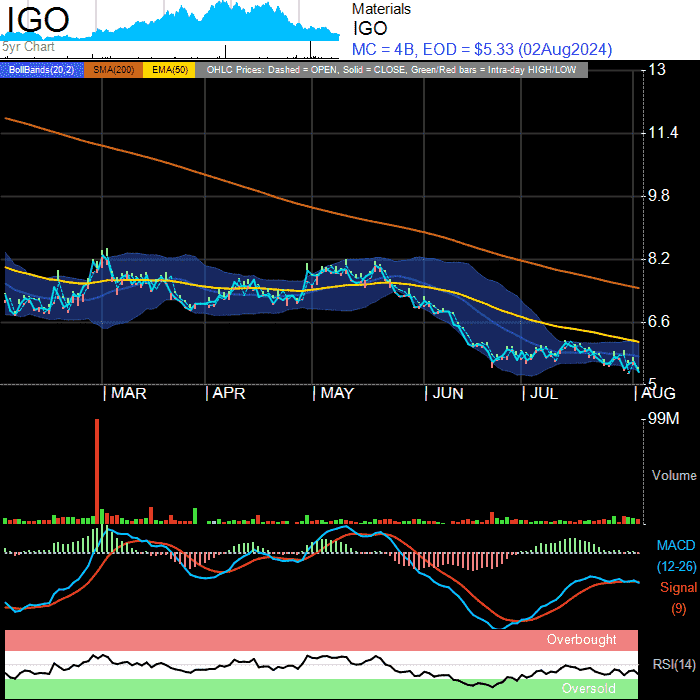 IGO
5yr Chart
Materials
IGO
MC = 4B, EOD = $5.33 (02Aug2024)
BollBands(20,2) SMA(200) EMA(50) OHLC Prices: Dashed = OPEN, Solid = CLOSE, Green/Red bars = Intra-day HIGH/LOW
13
11.4
9.8
8.2
6.6
5
| MAR | APR | MAY | JUN | JUL | AUG
99M
Volume
MACD
(12-26)
Signal
(9)
Overbought
RSI(14)
Oversold